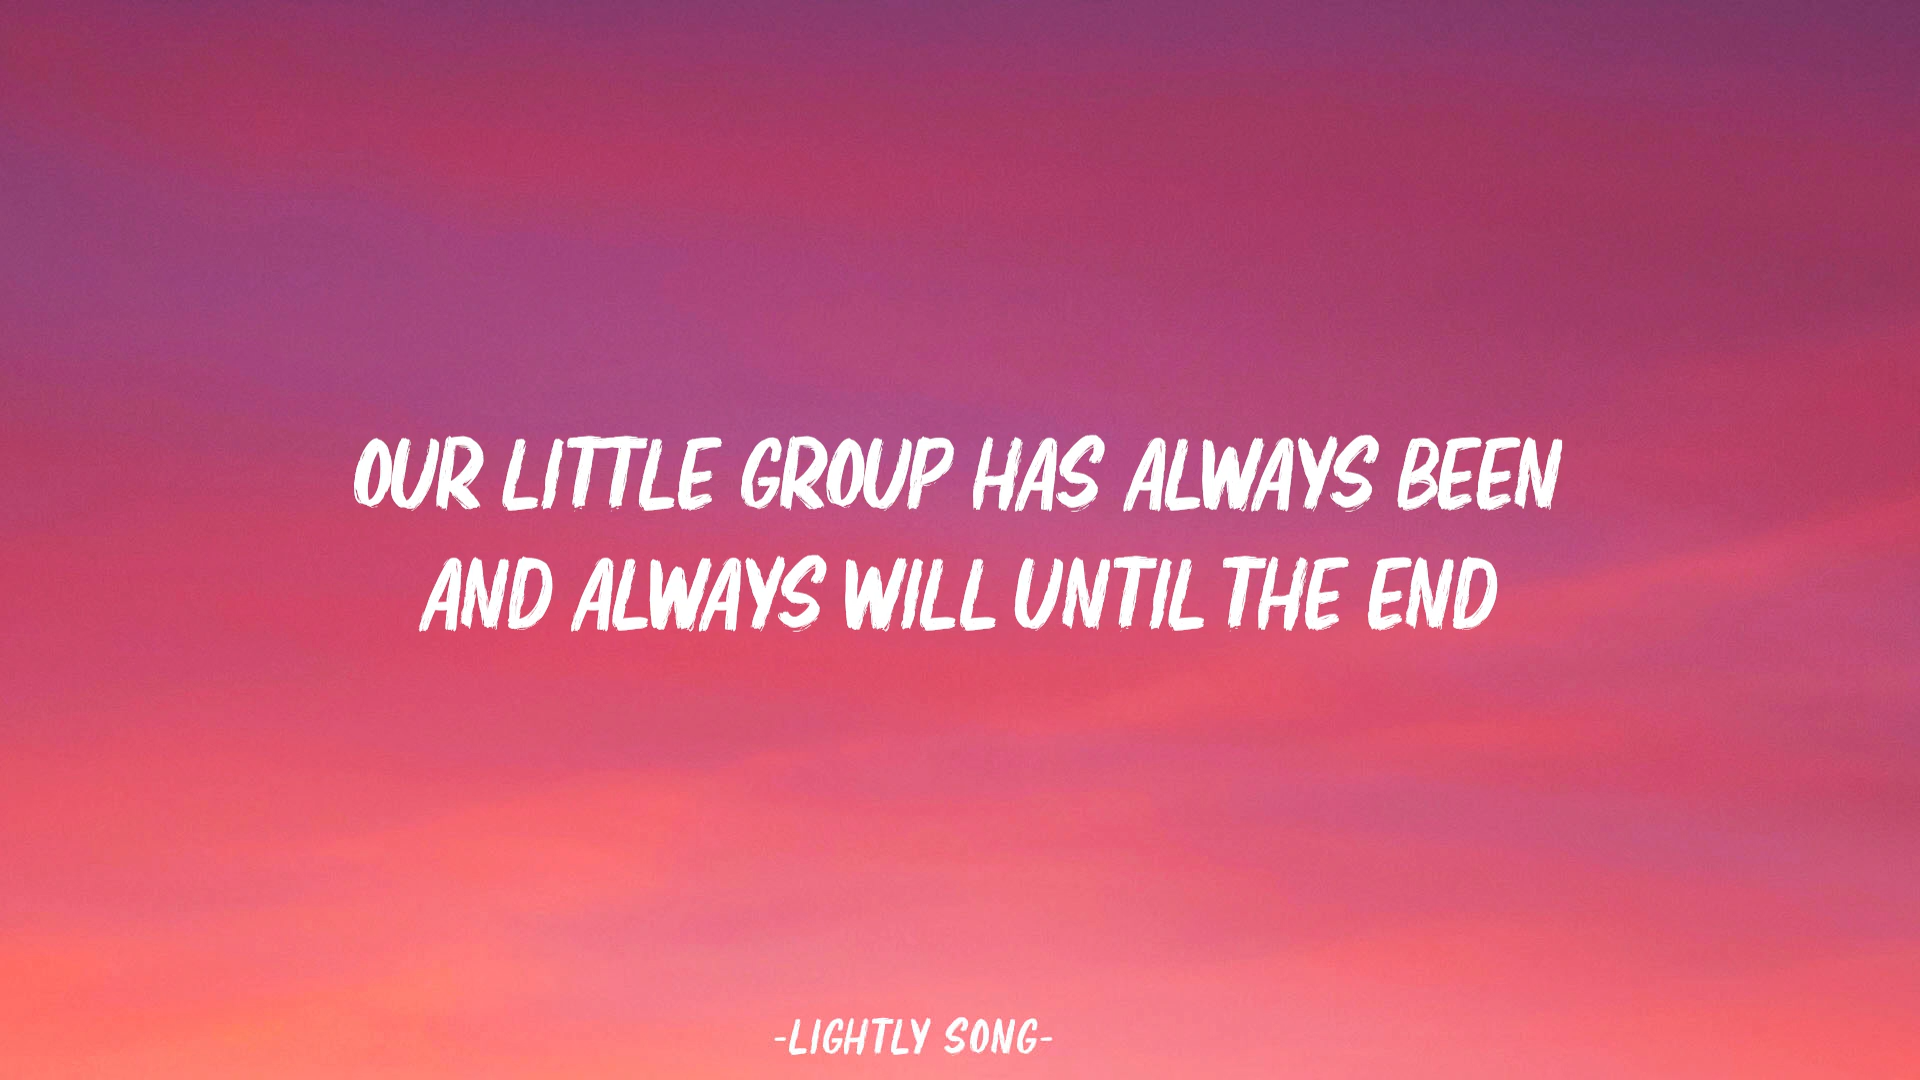 OUR LITTLE GROUP HAS ALWAYS BEEN
AND ALWAYS WILL UNTIL THE END
-LIGHTLY SONG-